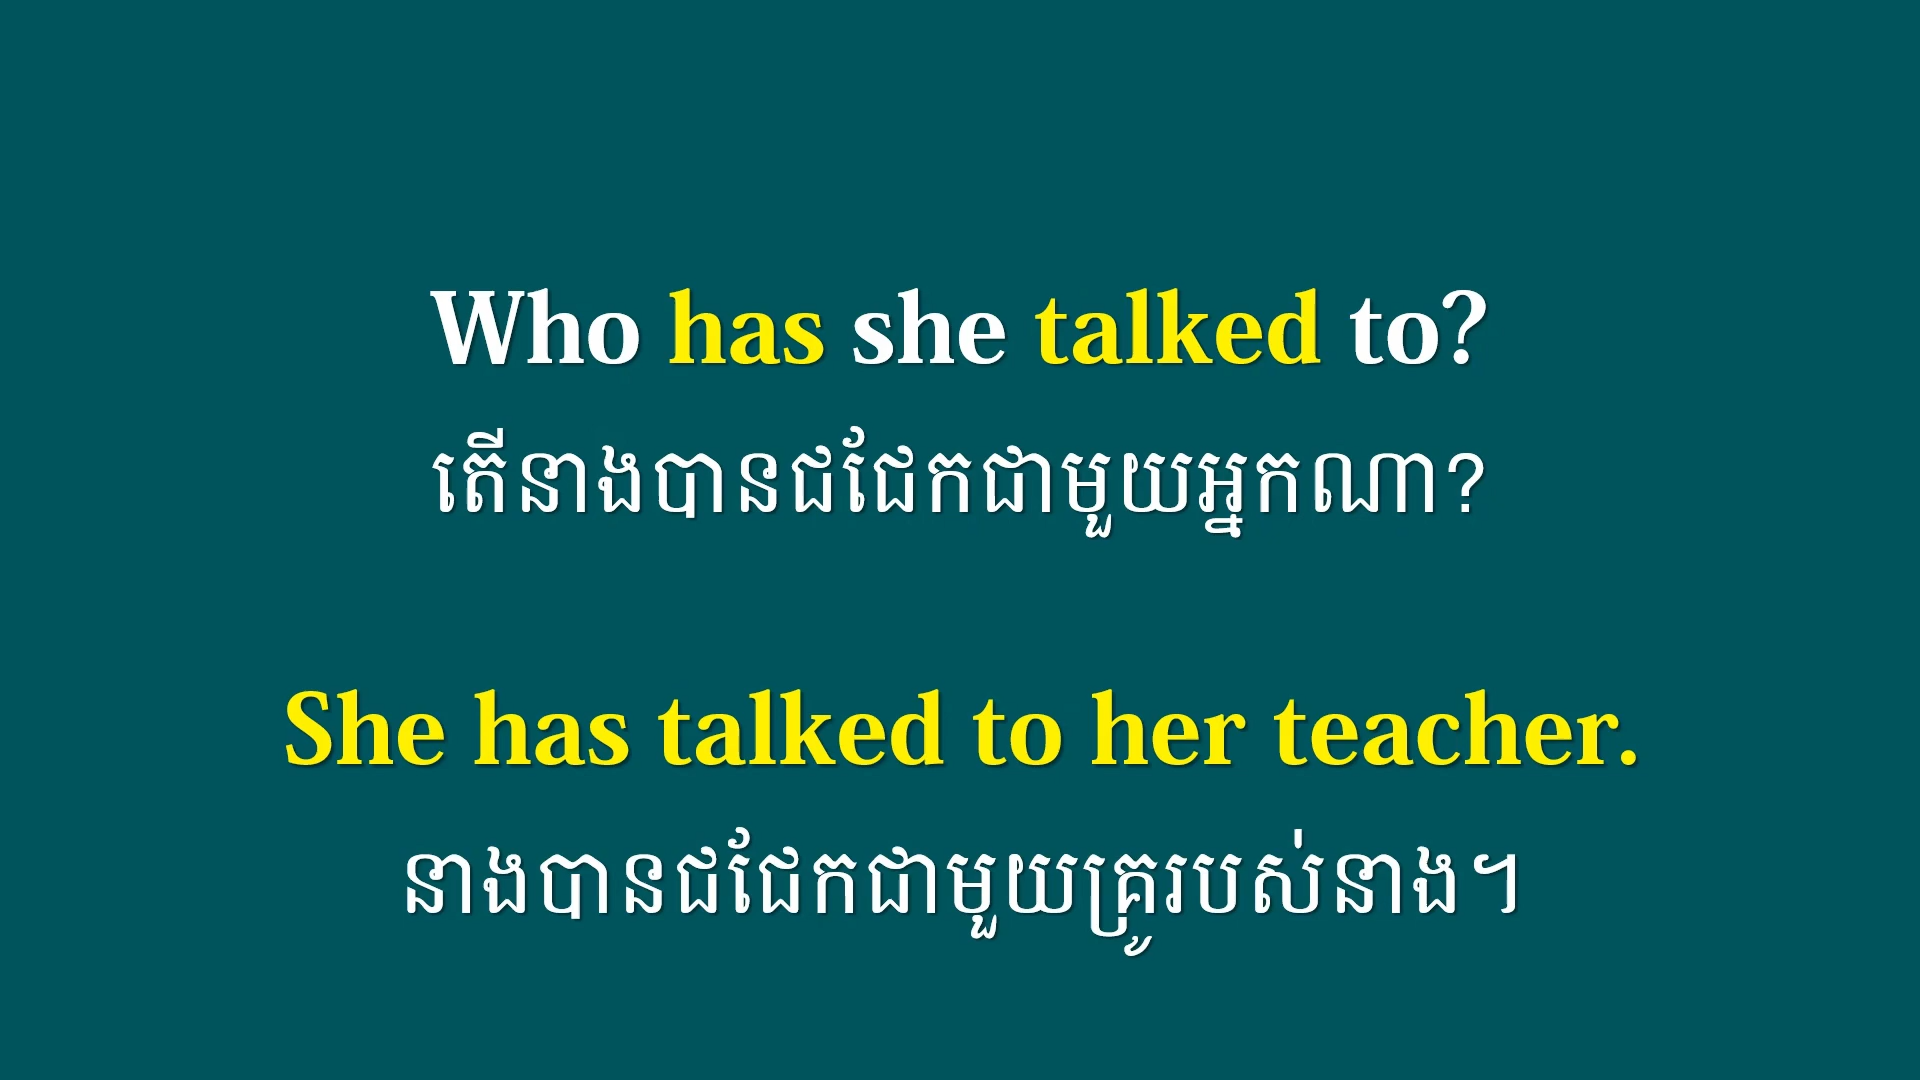 Who has she talked to?
តើនាងបានជជែកជាមួយអ្នកណា?
She has talked to her teacher.
នាងបានជជែកជាមួយគ្រូរបស់នាង។